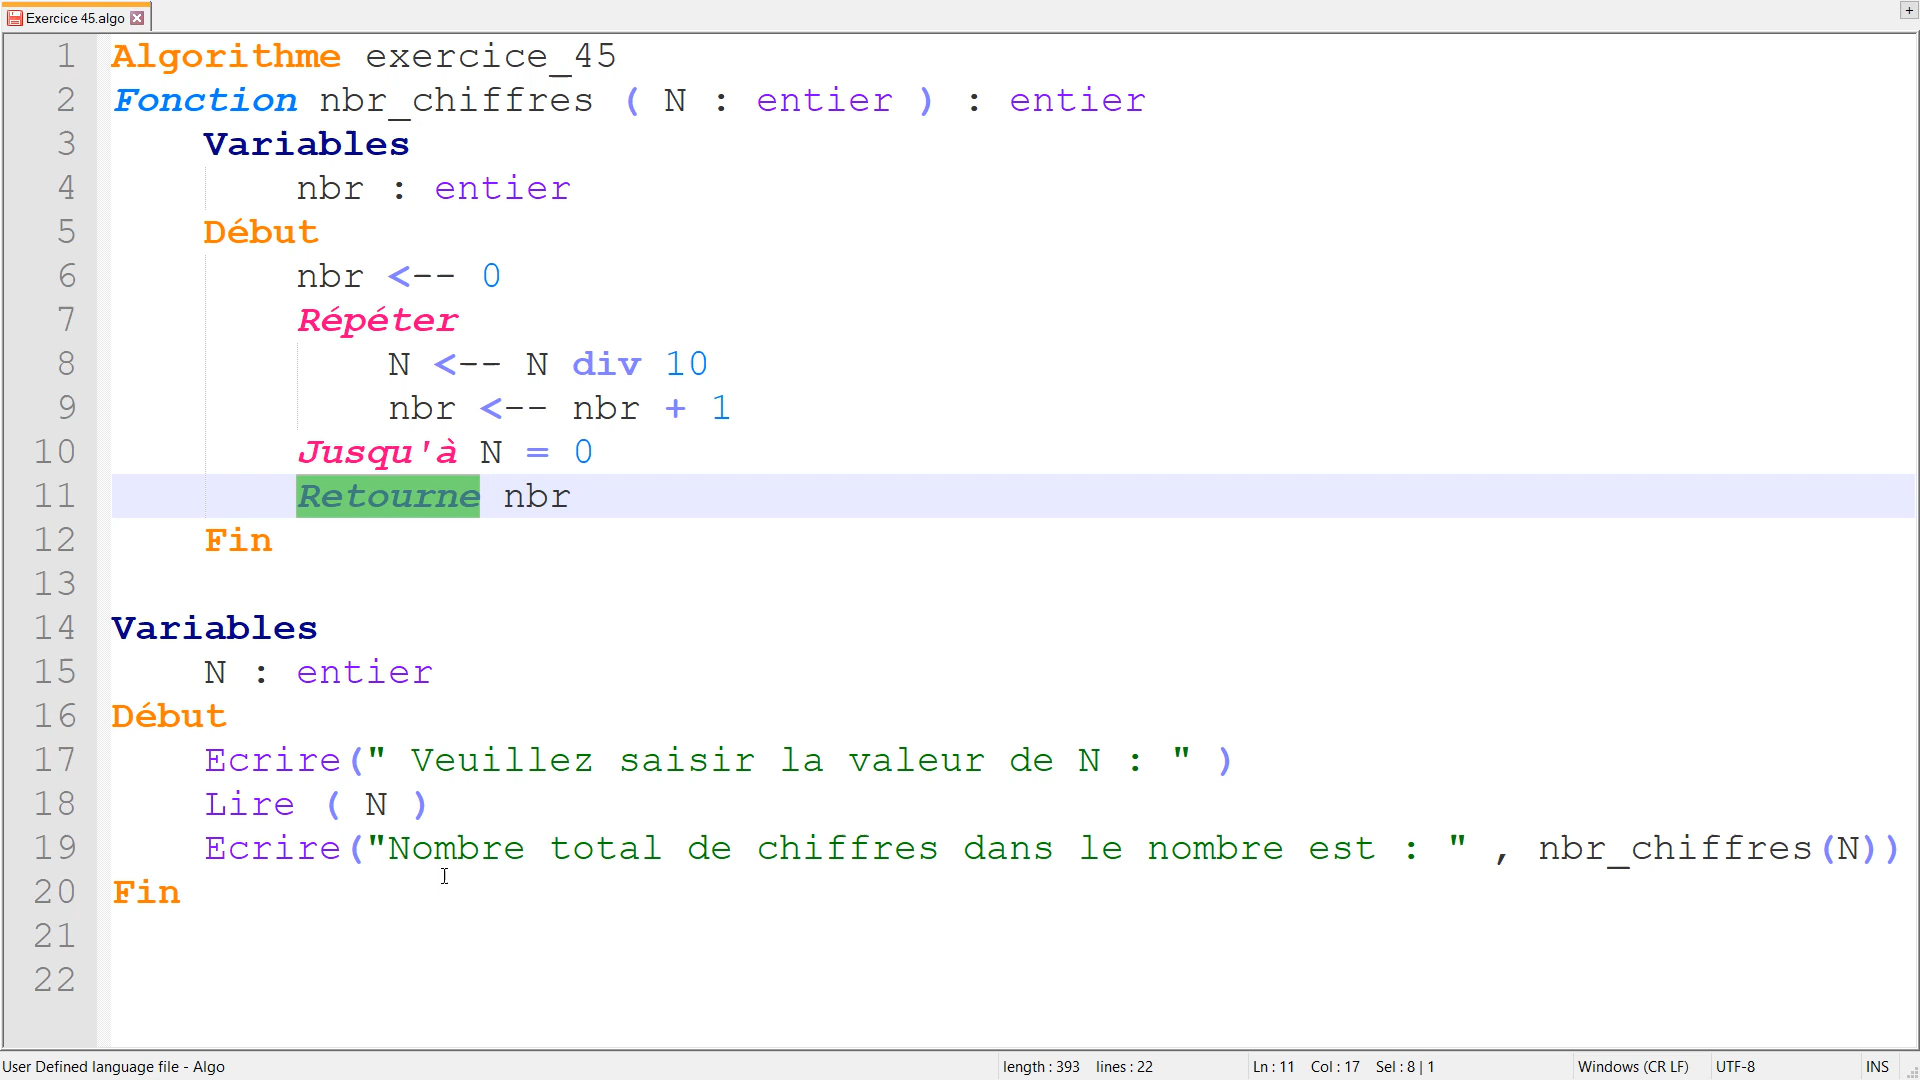 Exercice 45.algo
+
1 Algorithme exercice_45
2 Fonction nbr_chiffres ( N : entier ) : entier
3 Variables
4 nbr : entier
5 Début
6 nbr <-- 0
7 Répéter
8 N <-- N div 10
9 nbr <-- nbr + 1
10 Jusqu'à N = 0
11 Retourne nbr
12 Fin
13
14 Variables
15 N : entier
16 Début
17 Ecrire(" Veuillez saisir la valeur de N : " )
18 Lire ( N )
19 Ecrire("Nombre total de chiffres dans le nombre est : " , nbr_chiffres(N))
20 Fin
21
22
User Defined language file - Algo length : 393 lines : 22 Ln : 11 Col : 17 Sel : 8 | 1 Windows (CR LF) UTF-8 INS